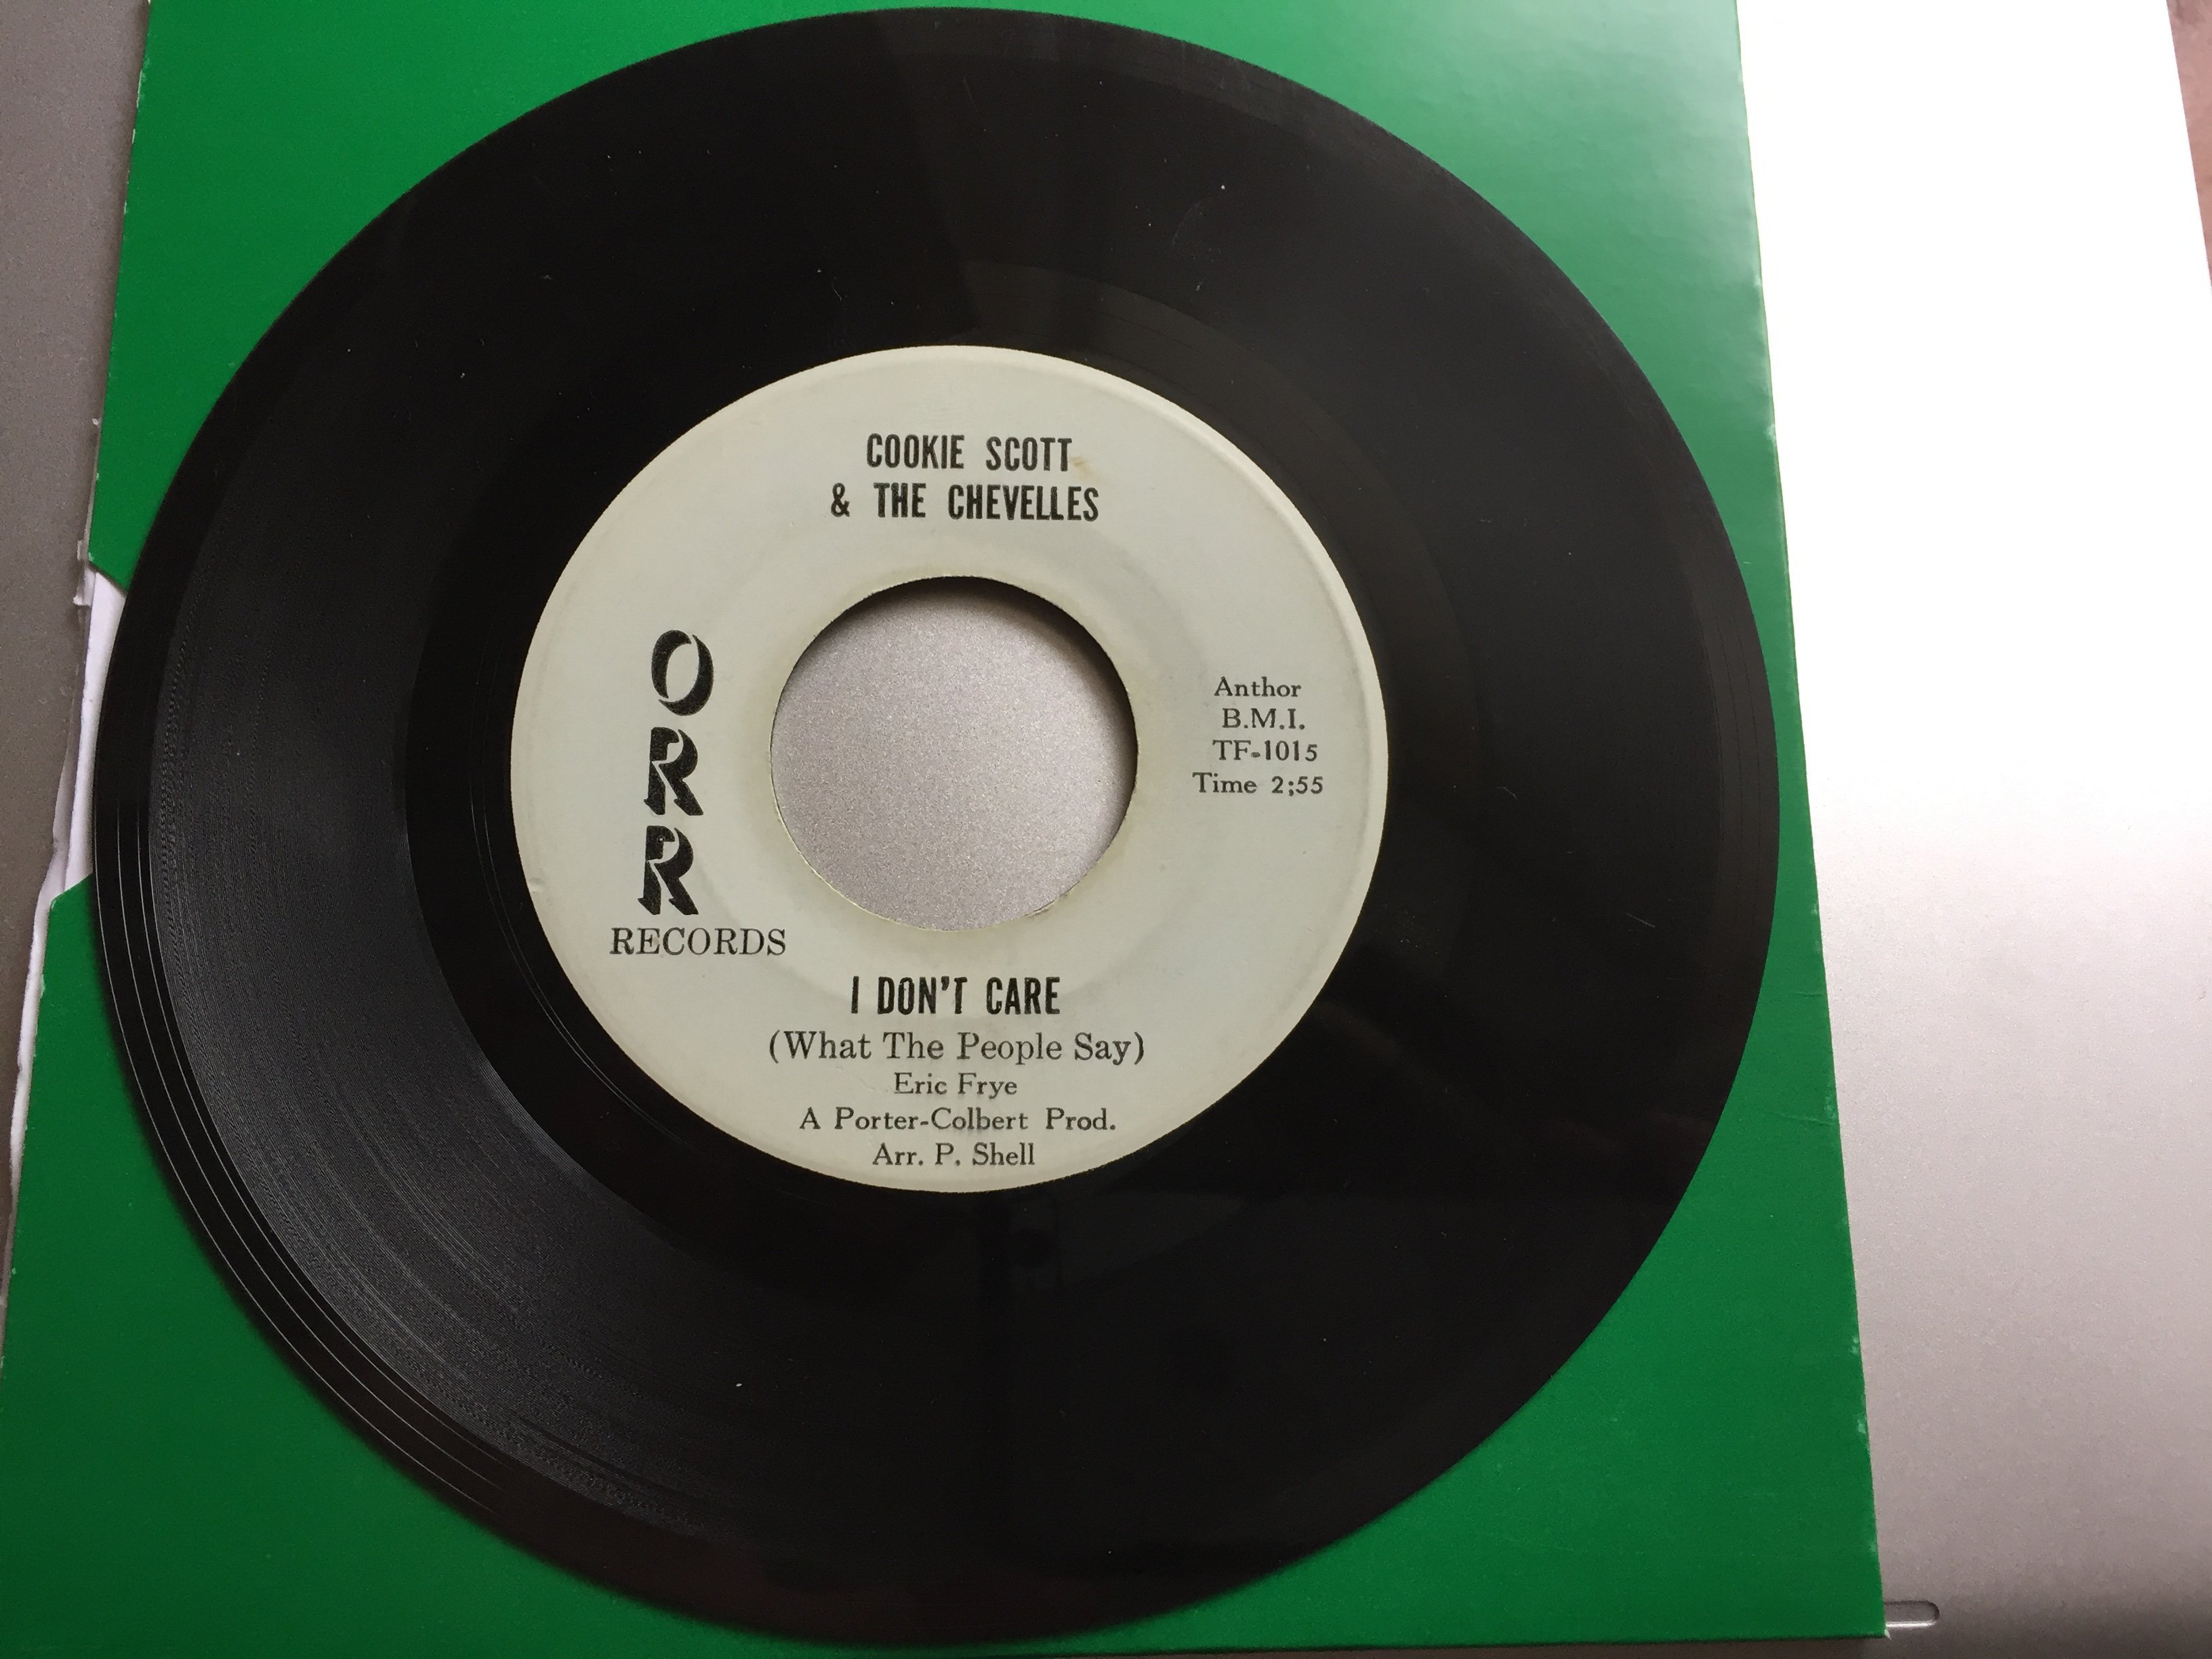 COOKIE SCOTT
& THE CHEVELLES
ORR
RECORDS
Anthor
B.M.I.
TF-1015
Time 2;55
I DON'T CARE
(What The People Say)
Eric Frye
A Porter-Colbert Prod.
Arr. P. Shell